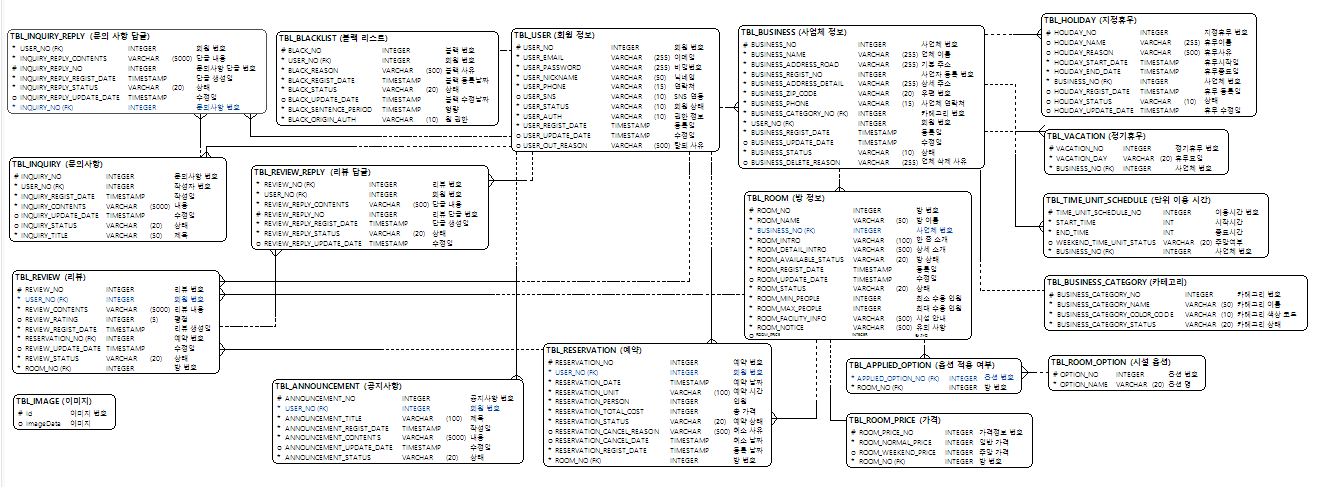 TBL_INQUIRY_REPLY (문의 사항 답글)
* USER_NO (FK) INTEGER 회원 번호
* INQUIRY_REPLY_CONTENTS VARCHAR (5000) 답글 내용
* INQUIRY_REPLY_NO INTEGER 문의사항 답글 번호
* INQUIRY_REPLY_REGIST_DATE TIMESTAMP 답글 생성일
* INQUIRY_REPLY_STATUS VARCHAR (20) 상태
o INQUIRY_REPLY_UPDATE_DATE TIMESTAMP 수정일
* INQUIRY_NO (FK) INTEGER 문의사항 번호
TBL_BLACKLIST (블랙 리스트)
# BLACK_NO INTEGER 블랙 번호
* USER_NO (FK) INTEGER 회원 번호
* BLACK_REASON VARCHAR (500) 블랙 사유
* BLACK_REGIST_DATE TIMESTAMP 블랙 등록날짜
* BLACK_STATUS VARCHAR (20) 상태
o BLACK_UPDATE_DATE TIMESTAMP 블랙 수정날짜
* BLACK_SENTENCE_PERIOD TIMESTAMP 형량
* BLACK_ORIGIN_AUTH VARCHAR (10) 원 권한
TBL_USER (회원 정보)
# USER_NO INTEGER 회원 번호
* USER_EMAIL VARCHAR (255) 이메일
* USER_PASSWORD VARCHAR (255) 비밀번호
* USER_NICKNAME VARCHAR (50) 닉네임
* USER_PHONE VARCHAR (15) 연락처
o USER_SNS VARCHAR (10) SNS 연동
* USER_STATUS VARCHAR (10) 회원 상태
* USER_AUTH VARCHAR (10) 권한 정보
* USER_REGIST_DATE TIMESTAMP 등록일
o USER_UPDATE_DATE TIMESTAMP 수정일
o USER_OUT_REASON VARCHAR (500) 탈퇴 사유
TBL_BUSINESS (사업체 정보)
# BUSINESS_NO INTEGER 사업체 번호
* BUSINESS_NAME VARCHAR (255) 업체 이름
* BUSINESS_ADDRESS_ROAD VARCHAR (255) 기본 주소
* BUSINESS_REGIST_NO INTEGER 사업자 등록 번호
* BUSINESS_ADDRESS_DETAIL VARCHAR (255) 상세 주소
* BUSINESS_ZIP_CODE VARCHAR (20) 우편 번호
* BUSINESS_PHONE VARCHAR (15) 사업체 연락처
* BUSINESS_CATEGORY_NO (FK) INTEGER 카테고리 번호
* USER_NO (FK) INTEGER 회원 번호
* BUSINESS_REGIST_DATE TIMESTAMP 등록일
o BUSINESS_UPDATE_DATE TIMESTAMP 수정일
* BUSINESS_STATUS VARCHAR (10) 상태
o BUSINESS_DELETE_REASON VARCHAR (255) 업체 삭제 사유
TBL_HOLIDAY (지정휴무)
# HOLIDAY_NO INTEGER 지정휴무 번호
* HOLIDAY_NAME VARCHAR (255) 휴무이름
o HOLIDAY_REASON VARCHAR (255) 휴무사유
* HOLIDAY_START_DATE TIMESTAMP 휴무시작일
* HOLIDAY_END_DATE TIMESTAMP 휴무종료일
* BUSINESS_NO (FK) INTEGER 사업체 번호
* HOLIDAY_REGIST_DATE TIMESTAMP 휴무 등록일
* HOLIDAY_STATUS VARCHAR (10) 상태
o HOLIDAY_UPDATE_DATE TIMESTAMP 휴무 수정일
TBL_VACATION (정기휴무)
# VACATION_NO INTEGER 정기휴무 번호
* VACATION_DAY VARCHAR (20) 휴무요일
* BUSINESS_NO (FK) INTEGER 사업체 번호
TBL_INQUIRY (문의사항)
# INQUIRY_NO INTEGER 문의사항 번호
* USER_NO (FK) INTEGER 작성자 번호
* INQUIRY_REGIST_DATE TIMESTAMP 작성일
* INQUIRY_CONTENTS VARCHAR (5000) 내용
o INQUIRY_UPDATE_DATE TIMESTAMP 수정일
* INQUIRY_STATUS VARCHAR (20) 상태
* INQUIRY_TITLE VARCHAR (50) 제목
TBL_REVIEW_REPLY (리뷰 답글)
* REVIEW_NO (FK) INTEGER 리뷰 번호
* USER_NO (FK) INTEGER 회원 번호
* REVIEW_REPLY_CONTENTS VARCHAR (500) 답글 내용
# REVIEW_REPLY_NO INTEGER 리뷰 답글 번호
* REVIEW_REPLY_REGIST_DATE TIMESTAMP 답글 생성일
* REVIEW_REPLY_STATUS VARCHAR (20) 상태
o REVIEW_REPLY_UPDATE_DATE TIMESTAMP 수정일
TBL_ROOM (방 정보)
# ROOM_NO INTEGER 방 번호
* ROOM_NAME VARCHAR (50) 방 이름
* BUSINESS_NO (FK) INTEGER 사업체 번호
* ROOM_INTRO VARCHAR (100) 한 줄 소개
* ROOM_DETAIL_INTRO VARCHAR (500) 상세 소개
* ROOM_AVAILABLE_STATUS VARCHAR (20) 방 상태
* ROOM_REGIST_DATE TIMESTAMP 등록일
o ROOM_UPDATE_DATE TIMESTAMP 수정일
* ROOM_STATUS VARCHAR (20) 상태
* ROOM_MIN_PEOPLE INTEGER 최소 수용 인원
* ROOM_MAX_PEOPLE INTEGER 최대 수용 인원
* ROOM_FACILITY_INFO VARCHAR (500) 시설 안내
* ROOM_NOTICE VARCHAR (500) 유의 사항
TBL_TIME_UNIT_SCHEDULE (단위 이용 시간)
# TIME_UNIT_SCHEDULE_NO INTEGER 이용시간 번호
* START_TIME INT 시작시간
* END_TIME INT 종료시간
o WEEKEND_TIME_UNIT_STATUS VARCHAR (20) 주말여부
* BUSINESS_NO (FK) INTEGER 사업체 번호
TBL_REVIEW (리뷰)
# REVIEW_NO INTEGER 리뷰 번호
* USER_NO (FK) INTEGER 회원 번호
* REVIEW_CONTENTS VARCHAR (5000) 리뷰 내용
o REVIEW_RATING INTEGER (5) 평점
* REVIEW_REGIST_DATE TIMESTAMP 리뷰 생성일
* RESERVATION_NO (FK) INTEGER 예약 번호
o REVIEW_UPDATE_DATE TIMESTAMP 수정일
* REVIEW_STATUS VARCHAR (20) 상태
* ROOM_NO (FK) INTEGER 방 번호
TBL_BUSINESS_CATEGORY (카테고리)
# BUSINESS_CATEGORY_NO INTEGER 카테고리 번호
* BUSINESS_CATEGORY_NAME VARCHAR (50) 카테고리 이름
* BUSINESS_CATEGORY_COLOR_CODE VARCHAR (10) 카테고리 색상 코드
* BUSINESS_CATEGORY_STATUS VARCHAR (20) 카테고리 상태
TBL_RESERVATION (예약)
# RESERVATION_NO INTEGER 예약 번호
* USER_NO (FK) INTEGER 회원 번호
* RESERVATION_DATE TIMESTAMP 예약 날짜
* RESERVATION_UNIT VARCHAR (100) 예약 시간
* RESERVATION_PERSON INTEGER 인원
* RESERVATION_TOTAL_COST INTEGER 총 가격
* RESERVATION_STATUS VARCHAR (20) 예약 상태
o RESERVATION_CANCEL_REASON VARCHAR (500) 취소 사유
o RESERVATION_CANCEL_DATE TIMESTAMP 취소 날짜
* RESERVATION_REGIST_DATE TIMESTAMP 등록 날짜
* ROOM_NO (FK) INTEGER 방 번호
TBL_APPLIED_OPTION (옵션 적용 여부)
* APPLIED_OPTION_NO (FK) INTEGER 옵션 번호
* ROOM_NO (FK) INTEGER 방 번호
TBL_ROOM_OPTION (시설 옵션)
# OPTION_NO INTEGER 옵션 번호
* OPTION_NAME VARCHAR (20) 옵션 명
TBL_ANNOUNCEMENT (공지사항)
# ANNOUNCEMENT_NO INTEGER 공지사항 번호
* USER_NO (FK) INTEGER 회원 번호
* ANNOUNCEMENT_TITLE VARCHAR (100) 제목
* ANNOUNCEMENT_REGIST_DATE TIMESTAMP 작성일
* ANNOUNCEMENT_CONTENTS VARCHAR (5000) 내용
o ANNOUNCEMENT_UPDATE_DATE TIMESTAMP 수정일
* ANNOUNCEMENT_STATUS VARCHAR (20) 상태
TBL_IMAGE (이미지)
# id 이미지 번호
o imageData 이미지
TBL_ROOM_PRICE (가격)
# ROOM_PRICE_NO INTEGER 가격정보 번호
* ROOM_NORMAL_PRICE INTEGER 일반 가격
o ROOM_WEEKEND_PRICE INTEGER 주말 가격
* ROOM_NO (FK) INTEGER 방 번호